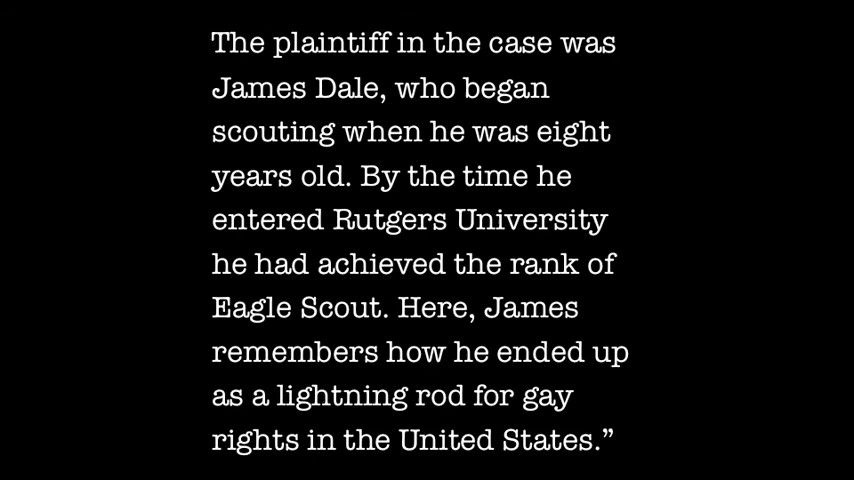 The plaintiff in the case was
James Dale, who began
scouting when he was eight
years old. By the time he
entered Rutgers University
he had achieved the rank of
Eagle Scout. Here, James
remembers how he ended up
as a lightning rod for gay
rights in the United States.”